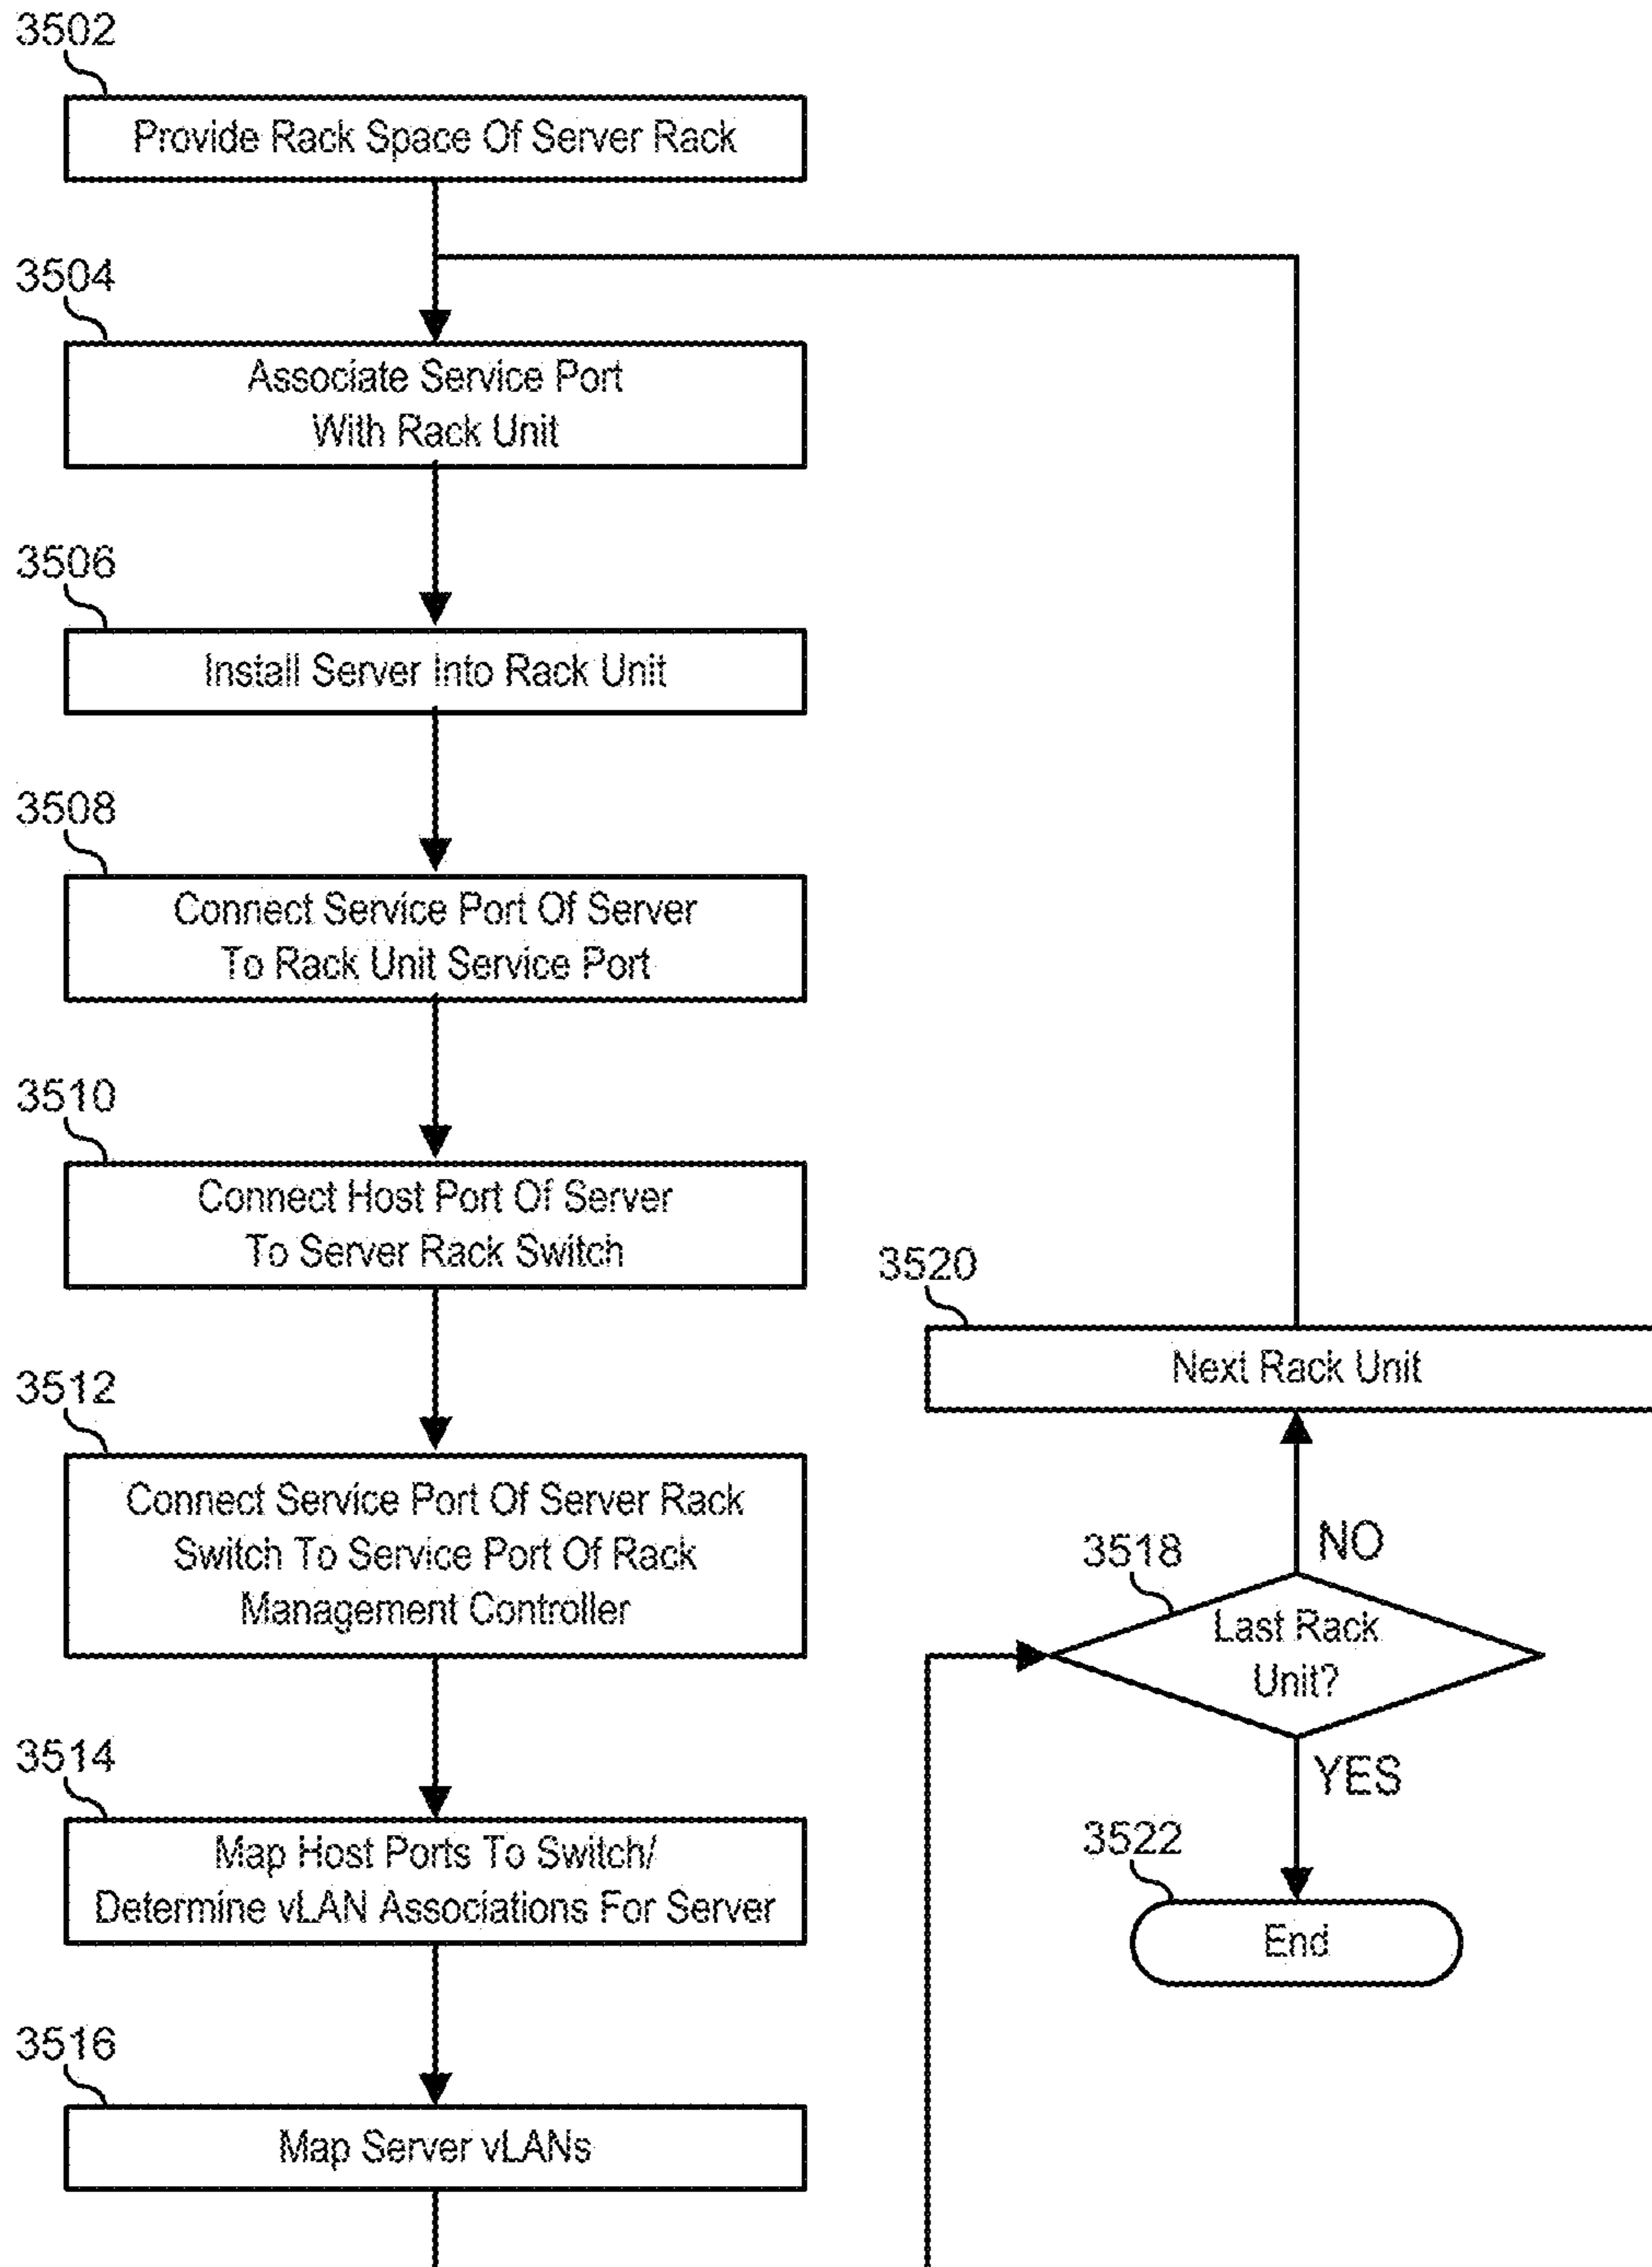 3502
Provide Rack Space Of Server Rack
3504
Associate Service Port
With Rack Unit
3506
Install Server Into Rack Unit
3508
Connect Service Port Of Server
To Rack Unit Service Port
3510
Connect Host Port Of Server
To Server Rack Switch
3512
Connect Service Port Of Server Rack
Switch To Service Port Of Rack
Management Controller
3514
Map Host Ports To Switch/
Determine vLAN Associations For Server
3516
Map Server vLANs
3520
Next Rack Unit
NO
3518
Last Rack
Unit?
YES
3522
End